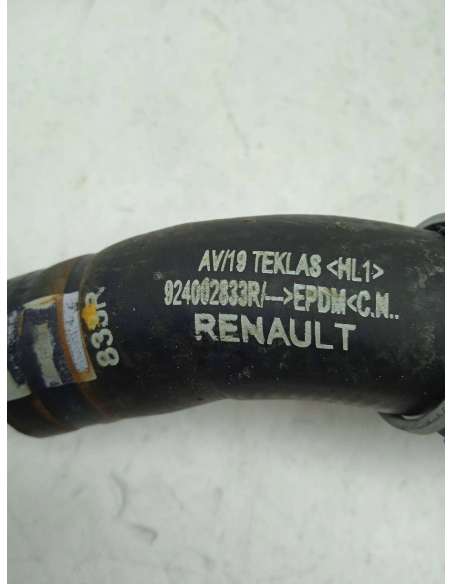 AV/19 TEKLAS <HL1>
924002833R/--->EPDM<C.N..
RENAULT
833R